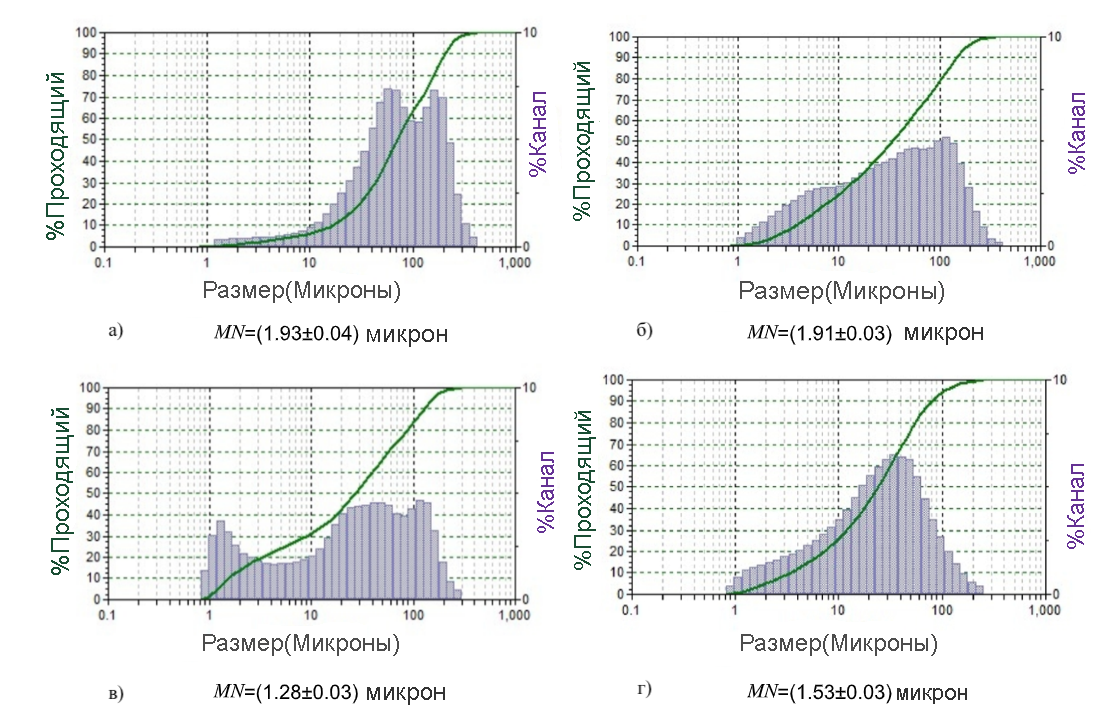 100
90
80
70
60
50
40
30
20
10
0
%Проходящий
10
0
%Канал
0.1 1 10 100 1,000
Размер(Микроны)
а) MN=(1.93±0.04) микрон
100
90
80
70
60
50
40
30
20
10
0
%Проходящий
10
0
%Канал
0.1 1 10 100 1,000
Размер(Микроны)
б) MN=(1.91±0.03) микрон
100
90
80
70
60
50
40
30
20
10
0
%Проходящий
10
0
%Канал
0.1 1 10 100 1,000
Размер(Микроны)
в) MN=(1.28±0.03) микрон
100
90
80
70
60
50
40
30
20
10
0
%Проходящий
10
0
%Канал
0.1 1 10 100 1,000
Размер(Микроны)
г) MN=(1.53±0.03) микрон